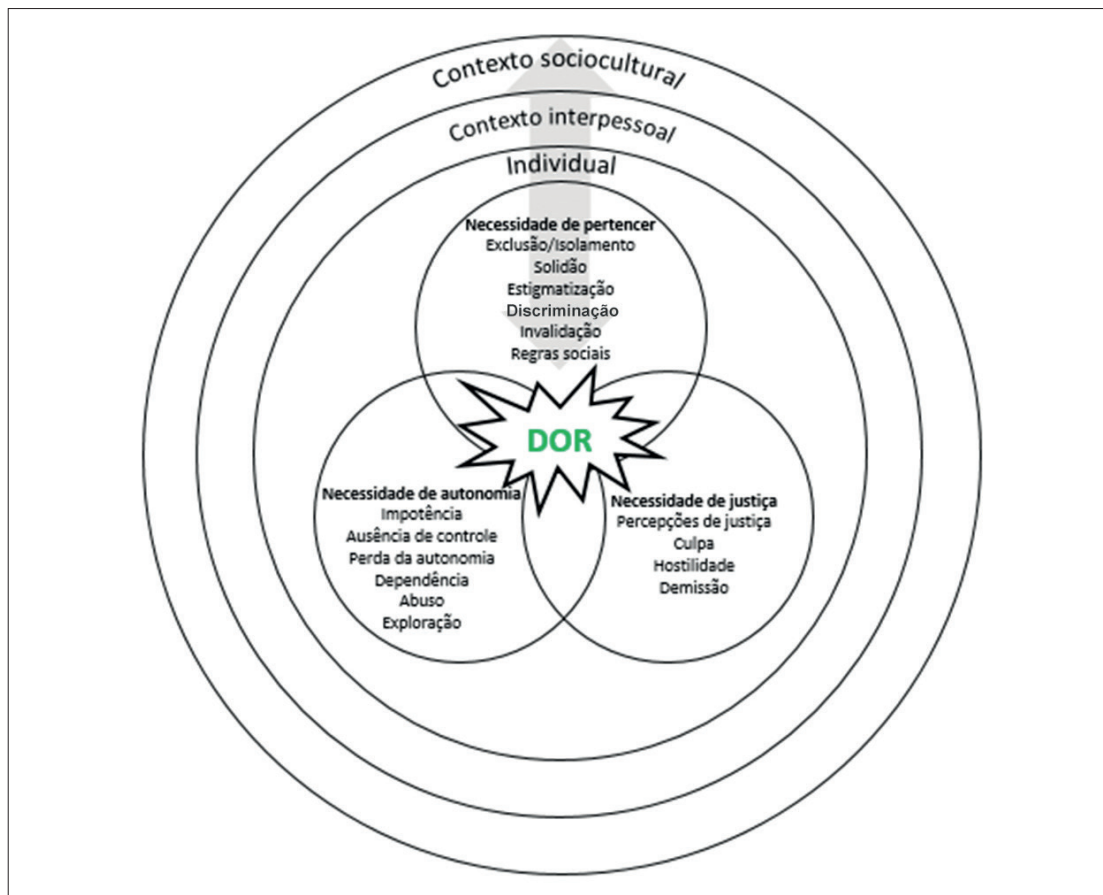 Contexto sociocultural
Contexto interpessoal
Individual
Necessidade de pertencer
Exclusão/Isolamento
Solidão
Estigmatização
Discriminação
Invalidação
Regras sociais
DOR
Necessidade de autonomia
Impotência
Ausência de controle
Perda da autonomia
Dependência
Abuso
Exploração
Necessidade de justiça
Percepções de justiça
Culpa
Hostilidade
Demissão